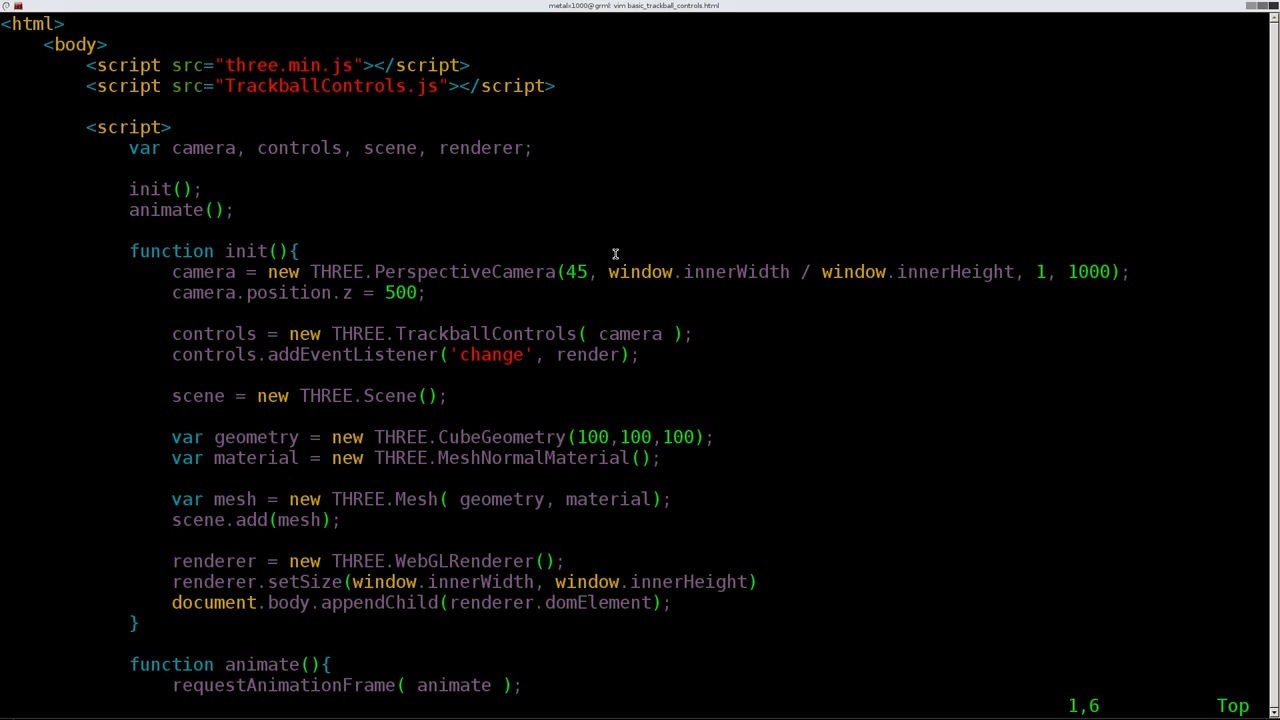 metalx1000@grml: vim basic_trackball_controls.html
<html>
<body>
<script src="three.min.js"></script>
<script src="TrackballControls.js"></script>
<script>
var camera, controls, scene, renderer;
init();
animate();
function init(){
camera = new THREE.PerspectiveCamera(45, window.innerWidth / window.innerHeight, 1, 1000);
camera.position.z = 500;
controls = new THREE.TrackballControls( camera );
controls.addEventListener('change', render);
scene = new THREE.Scene();
var geometry = new THREE.CubeGeometry(100,100,100);
var material = new THREE.MeshNormalMaterial();
var mesh = new THREE.Mesh( geometry, material);
scene.add(mesh);
renderer = new THREE.WebGLRenderer();
renderer.setSize(window.innerWidth, window.innerHeight)
document.body.appendChild(renderer.domElement);
}
function animate(){
requestAnimationFrame( animate );
1,6 Top